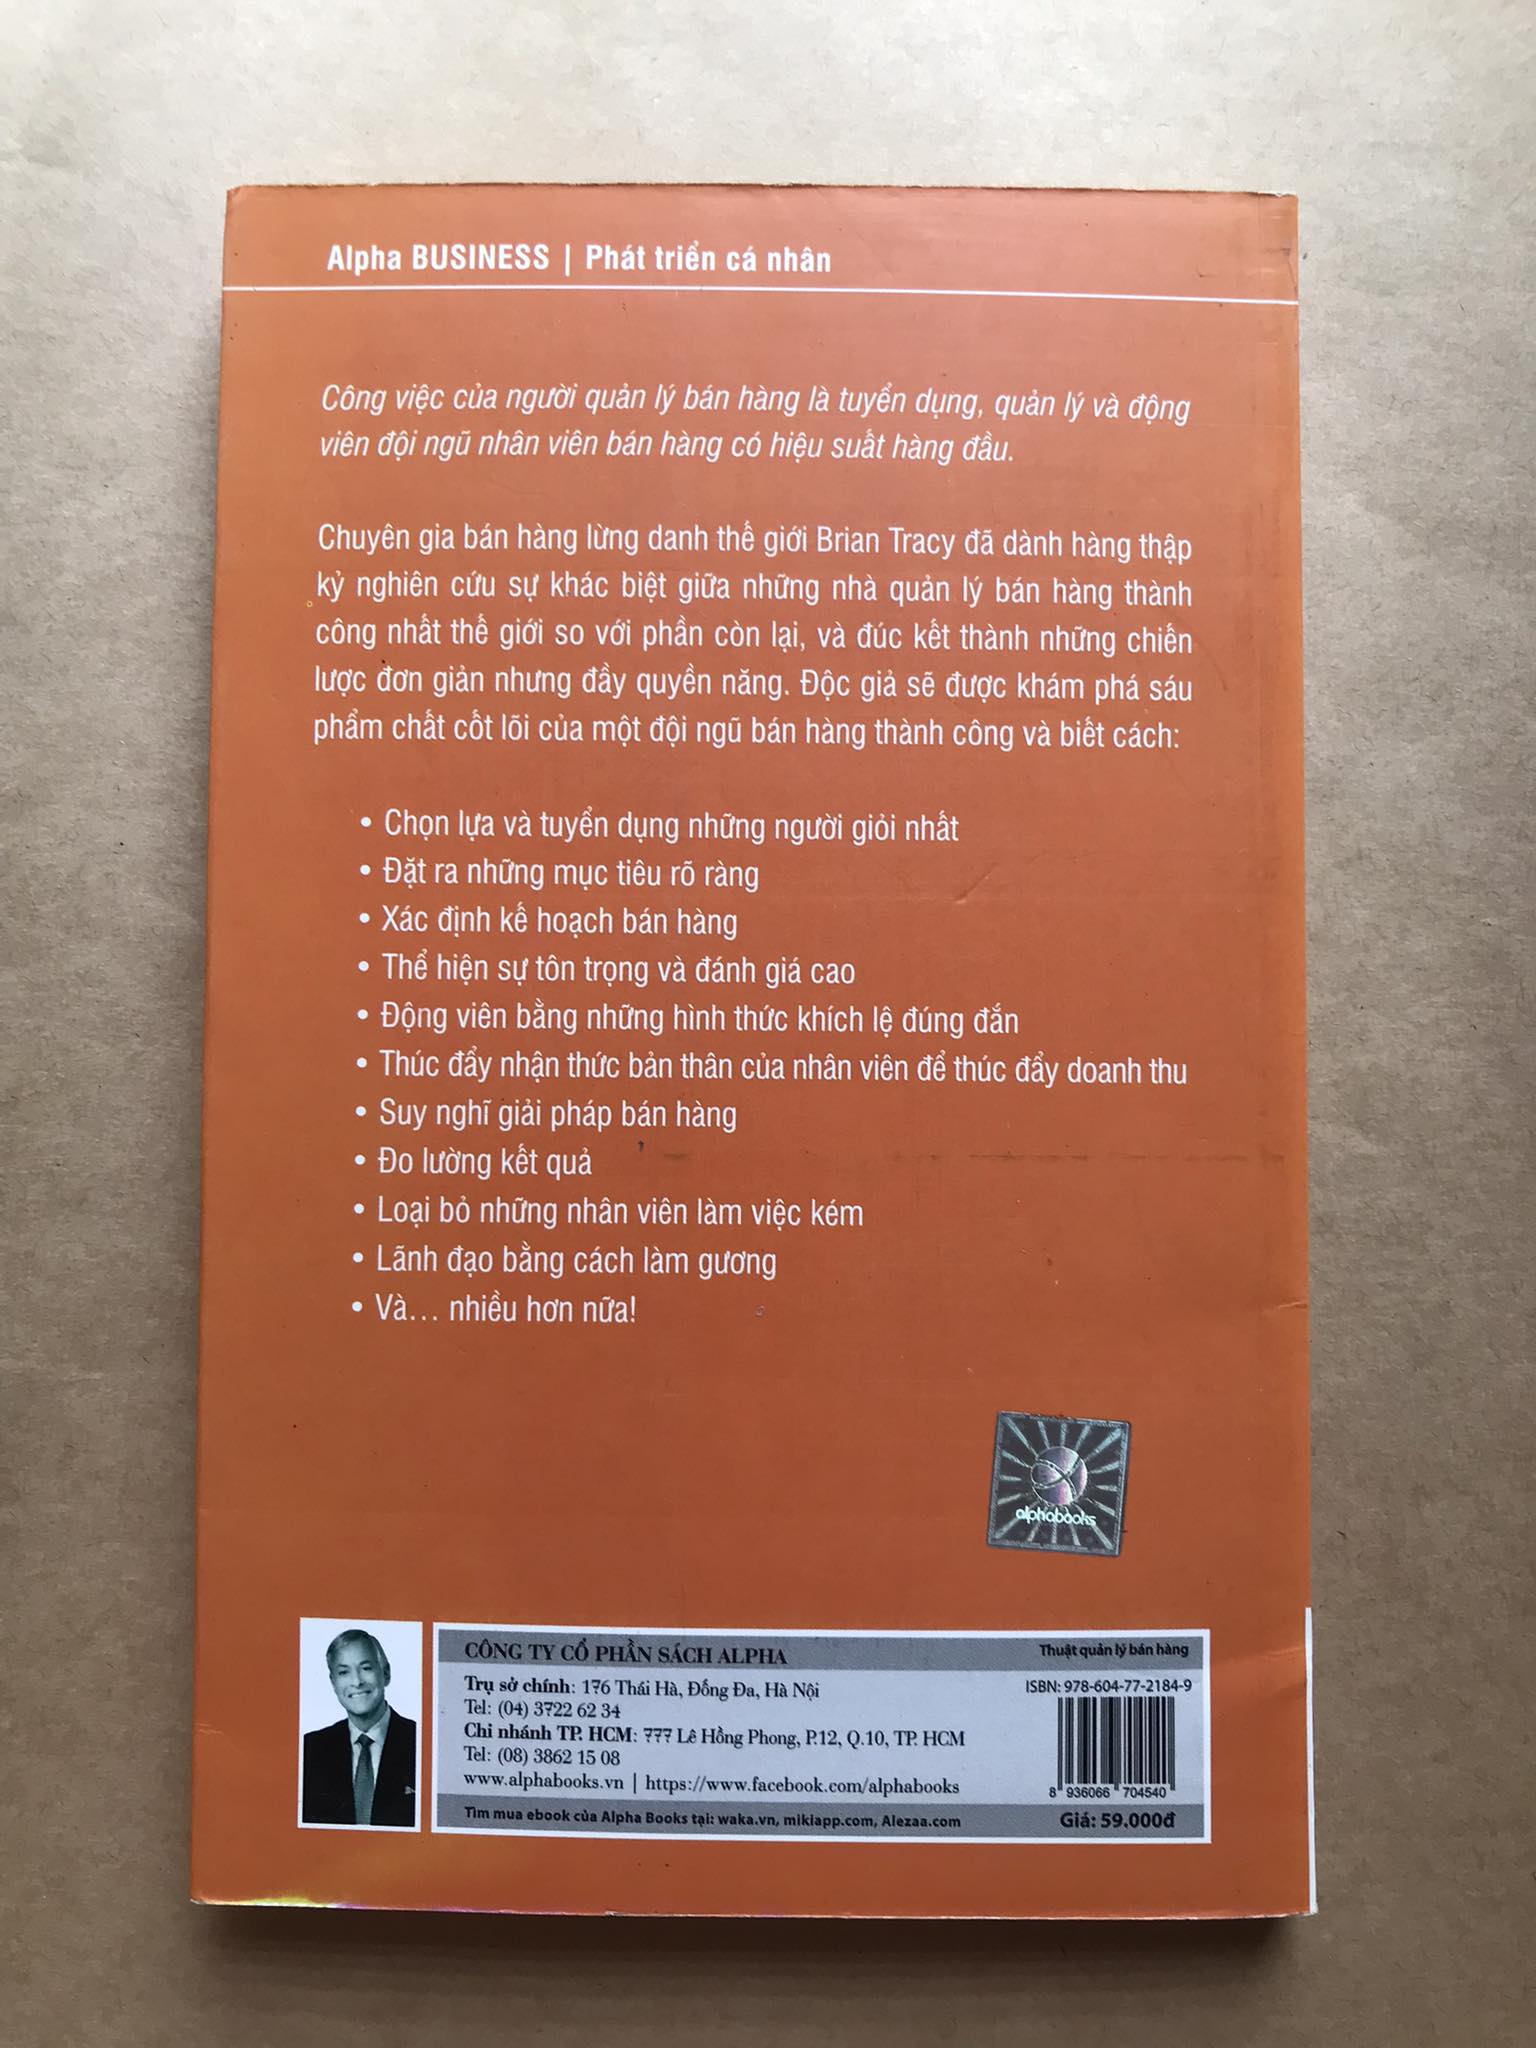 Alpha BUSINESS | Phát triển cá nhân
Công việc của người quản lý bán hàng là tuyển dụng, quản lý và động
viên đội ngũ nhân viên bán hàng có hiệu suất hàng đầu.
Chuyên gia bán hàng lừng danh thế giới Brian Tracy đã dành hàng thập
kỷ nghiên cứu sự khác biệt giữa những nhà quản lý bán hàng thành
công nhất thế giới so với phần còn lại, và đúc kết thành những chiến
lược đơn giản nhưng đầy quyền năng. Độc giả sẽ được khám phá sáu
phẩm chất cốt lõi của một đội ngũ bán hàng thành công và biết cách:
• Chọn lựa và tuyển dụng những người giỏi nhất
• Đặt ra những mục tiêu rõ ràng
• Xác định kế hoạch bán hàng
• Thể hiện sự tôn trọng và đánh giá cao
• Động viên bằng những hình thức khích lệ đúng đắn
• Thúc đẩy nhận thức bản thân của nhân viên để thúc đẩy doanh thu
• Suy nghĩ giải pháp bán hàng
• Đo lường kết quả
• Loại bỏ những nhân viên làm việc kém
• Lãnh đạo bằng cách làm gương
• Và... nhiều hơn nữa!
alphabooks
CÔNG TY CỔ PHẦN SÁCH ALPHA
Trụ sở chính: 176 Thái Hà, Đống Đa, Hà Nội
Tel: (04) 3722 62 34
Chi nhánh TP. HCM: 777 Lê Hồng Phong, P.12, Q.10, TP. HCM
Tel: (08) 3862 15 08
www.alphabooks.vn | https://www.facebook.com/alphabooks
Tìm mua ebook của Alpha Books tại: waka.vn, mikiapp.com, Alezaa.com
Thuật quản lý bán hàng
ISBN: 978-604-77-2184-9
8 936066 704540
Giá: 59.000đ